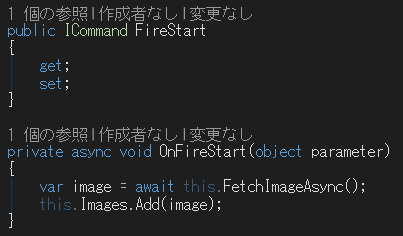 1 個の参照|作成者なし|変更なし
public ICommand FireStart
{
    get;
    set;
}
1 個の参照|作成者なし|変更なし
private async void OnFireStart(object parameter)
{
    var image = await this.FetchImageAsync();
    this.Images.Add(image);
}